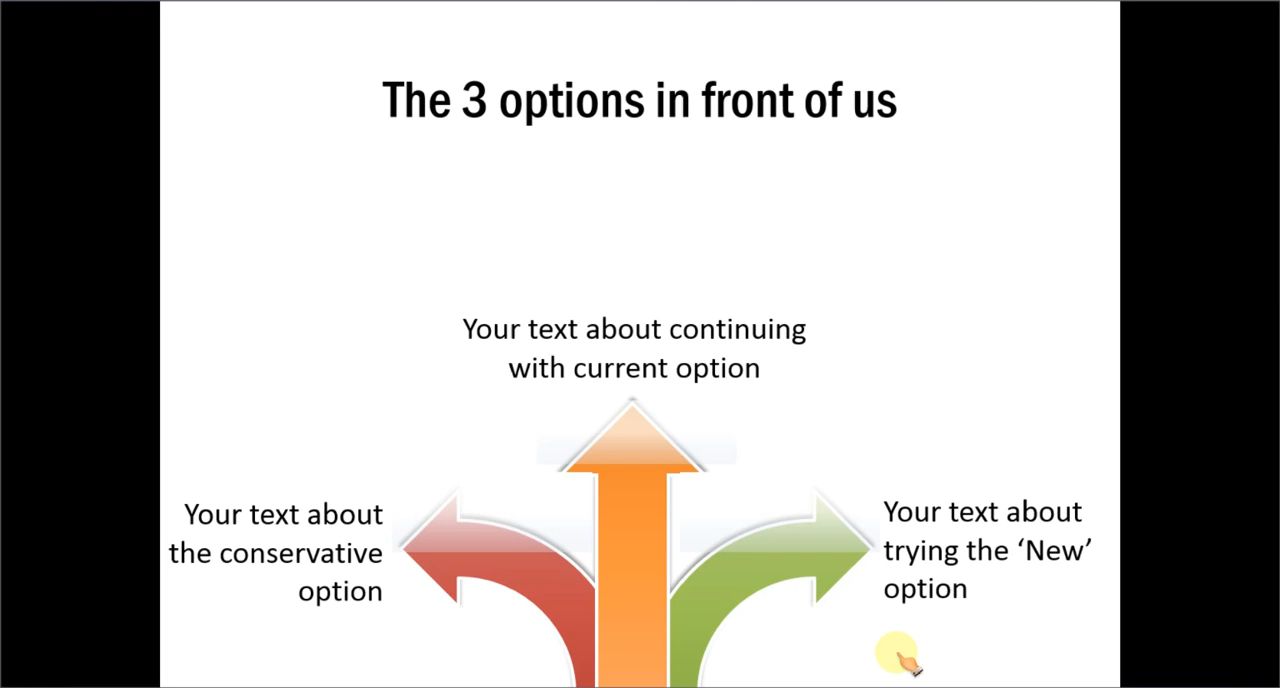 The 3 options in front of us
Your text about continuing
with current option
Your text about
the conservative
option
Your text about
trying the ‘New’
option